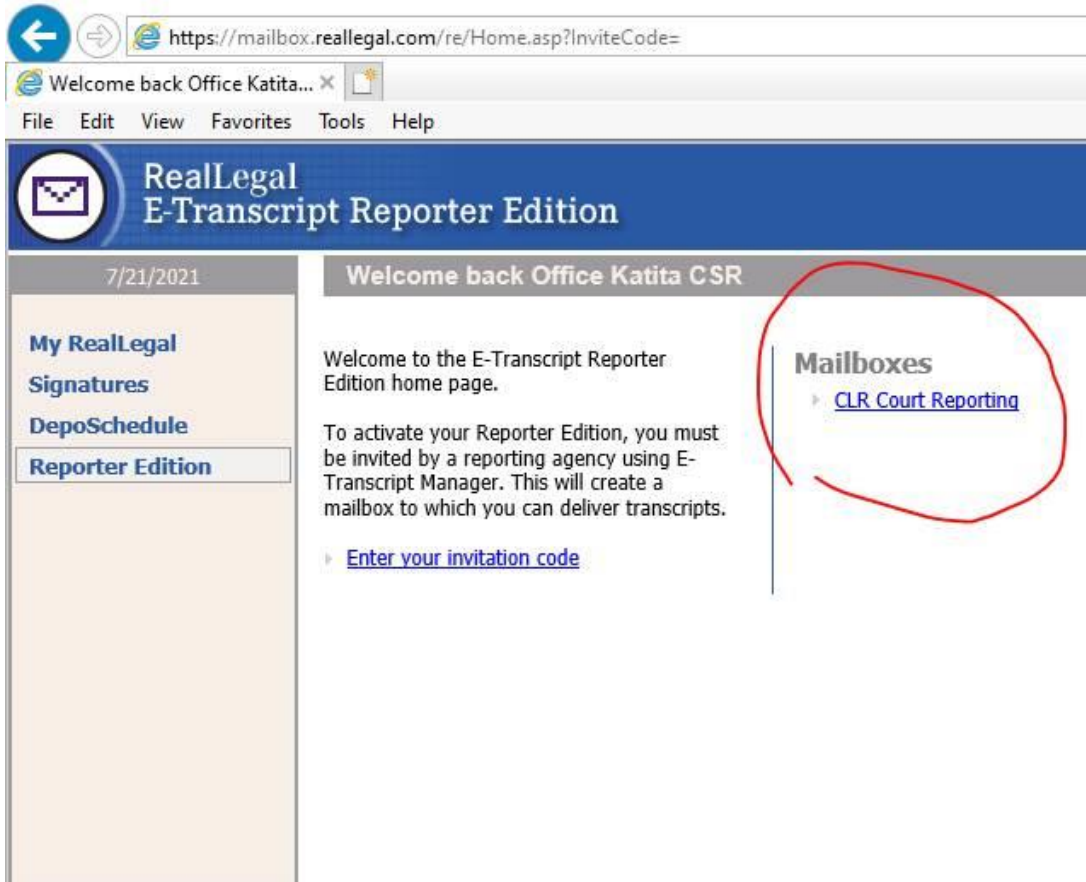 https://mailbox.reallegal.com/re/Home.asp?InviteCode=
Welcome back Office Katita...
File Edit View Favorites Tools Help
RealLegal
E-Transcript Reporter Edition
7/21/2021
My RealLegal
Signatures
DepoSchedule
Reporter Edition
Welcome back Office Katita CSR
Welcome to the E-Transcript Reporter
Edition home page.
To activate your Reporter Edition, you must
be invited by a reporting agency using E-
Transcript Manager. This will create a
mailbox to which you can deliver transcripts.
Enter your invitation code
Mailboxes
CLR Court Reporting